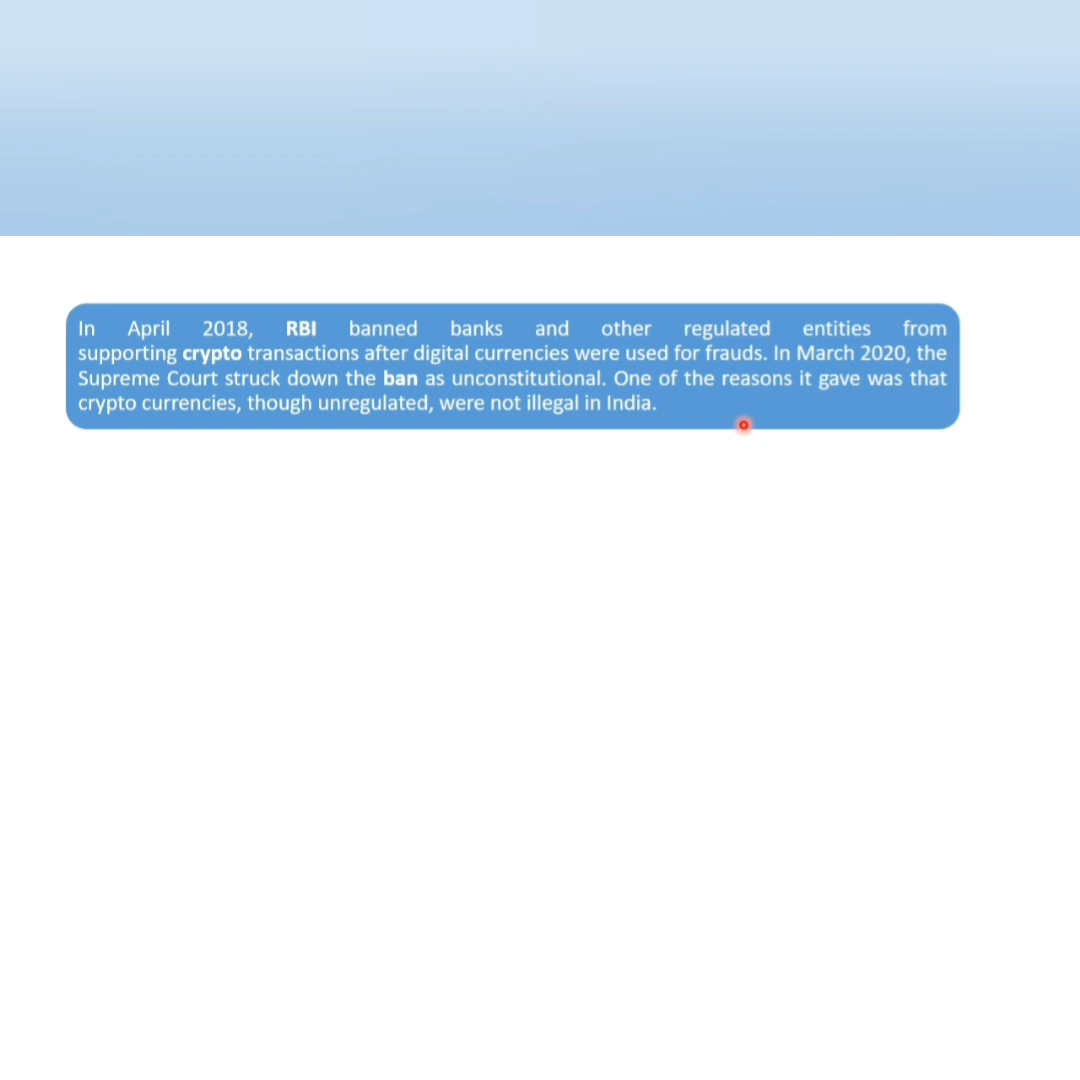 In April 2018, RBI banned banks and other regulated entities from
supporting crypto transactions after digital currencies were used for frauds. In March 2020, the
Supreme Court struck down the ban as unconstitutional. One of the reasons it gave was that
crypto currencies, though unregulated, were not illegal in India.